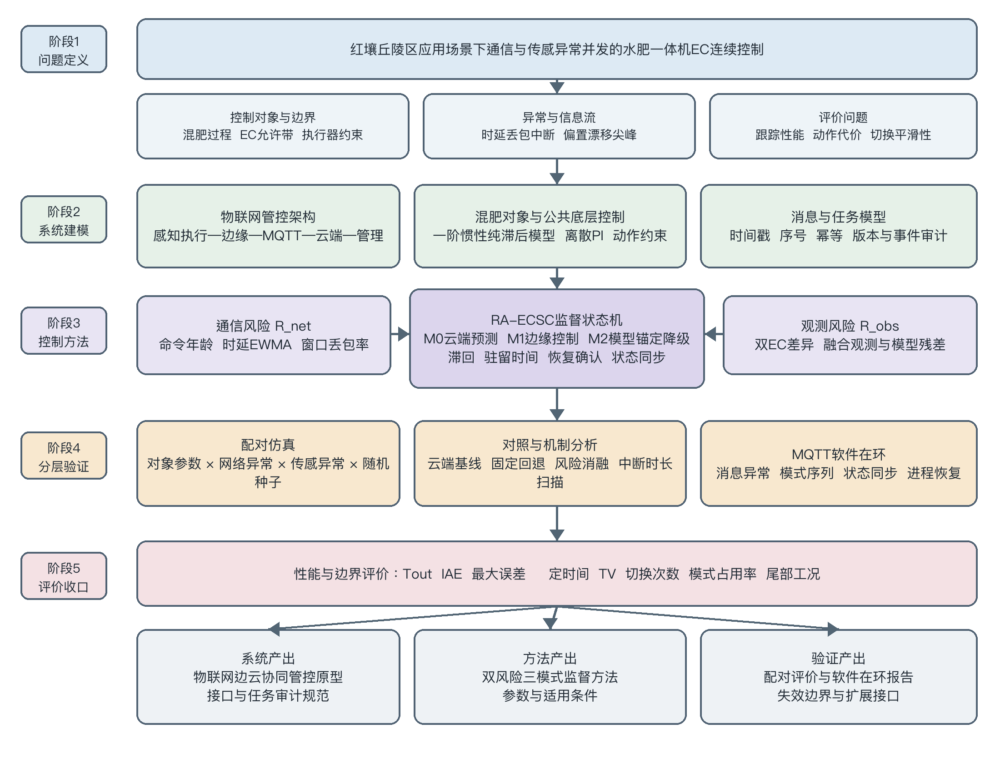 阶段1
问题定义
红壤丘陵区应用场景下通信与传感异常并发的水肥一体机EC连续控制
控制对象与边界
混肥过程 EC允许带 执行器约束
异常与信息流
时延丢包中断 偏置漂移尖峰
评价问题
跟踪性能 动作代价 切换平滑性
阶段2
系统建模
物联网管控架构
感知执行—边缘—MQTT—云端—管理
混肥对象与公共底层控制
一阶惯性纯滞后模型 离散PI 动作约束
消息与任务模型
时间戳 序号 幂等 版本与事件审计
阶段3
控制方法
通信风险 R_net
命令年龄 时延EWMA 窗口丢包率
RA-ECSC监督状态机
M0云端预测 M1边缘控制 M2模型锚定降级
滞回 驻留时间 恢复确认 状态同步
观测风险 R_obs
双EC差异 融合观测与模型残差
阶段4
分层验证
配对仿真
对象参数 × 网络异常 × 传感异常 × 随机
种子
对照与机制分析
云端基线 固定回退 风险消融 中断时长
扫描
MQTT软件在环
消息异常 模式序列 状态同步 进程恢复
阶段5
评价收口
性能与边界评价：Tout IAE 最大误差 定时间 TV 切换次数 模式占用率 尾部工况
系统产出
物联网边云协同管控原型
接口与任务审计规范
方法产出
双风险三模式监督方法
参数与适用条件
验证产出
配对评价与软件在环报告
失效边界与扩展接口